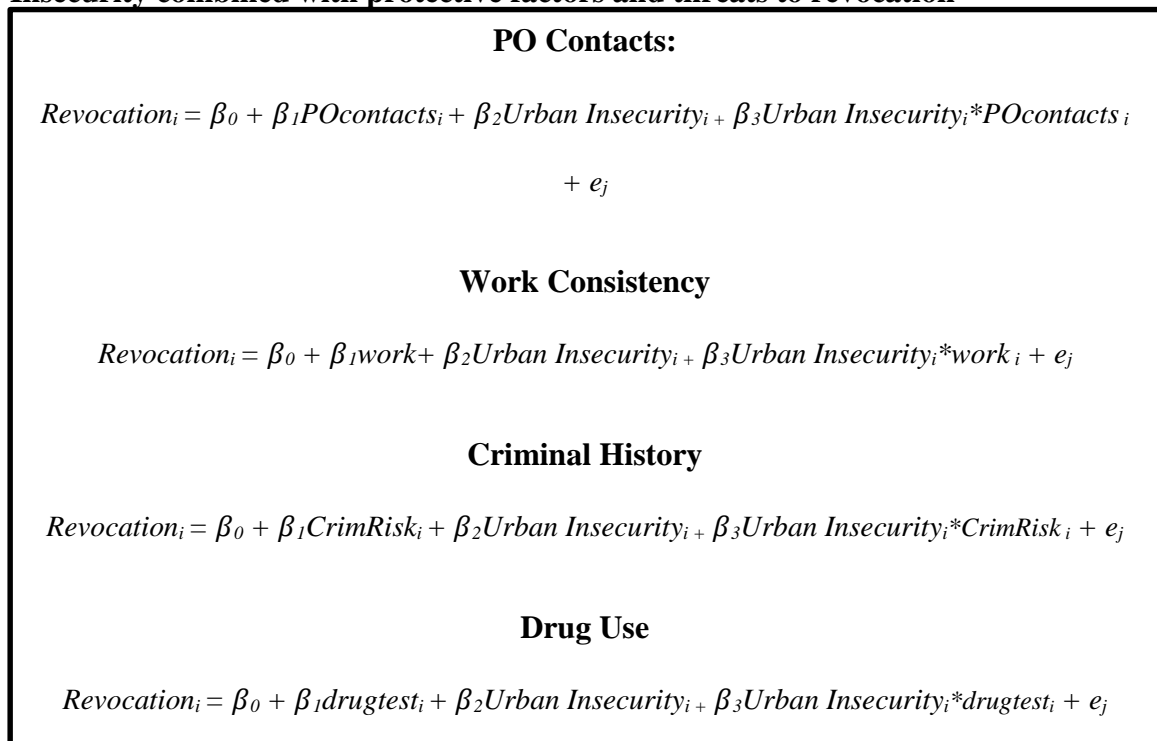 Insecurity combined with protective factors and threats to revocation
PO Contacts:
Revocationᵢ = β₀ + β₁POcontactsᵢ + β₂Urban Insecurityᵢ ₊ β₃Urban Insecurityᵢ*POcontacts ᵢ
+ eⱼ
Work Consistency
Revocationᵢ = β₀ + β₁work+ β₂Urban Insecurityᵢ ₊ β₃Urban Insecurityᵢ*work ᵢ + eⱼ
Criminal History
Revocationᵢ = β₀ + β₁CrimRiskᵢ + β₂Urban Insecurityᵢ ₊ β₃Urban Insecurityᵢ*CrimRisk ᵢ + eⱼ
Drug Use
Revocationᵢ = β₀ + β₁drugtestᵢ + β₂Urban Insecurityᵢ ₊ β₃Urban Insecurityᵢ*drugtestᵢ + eⱼ